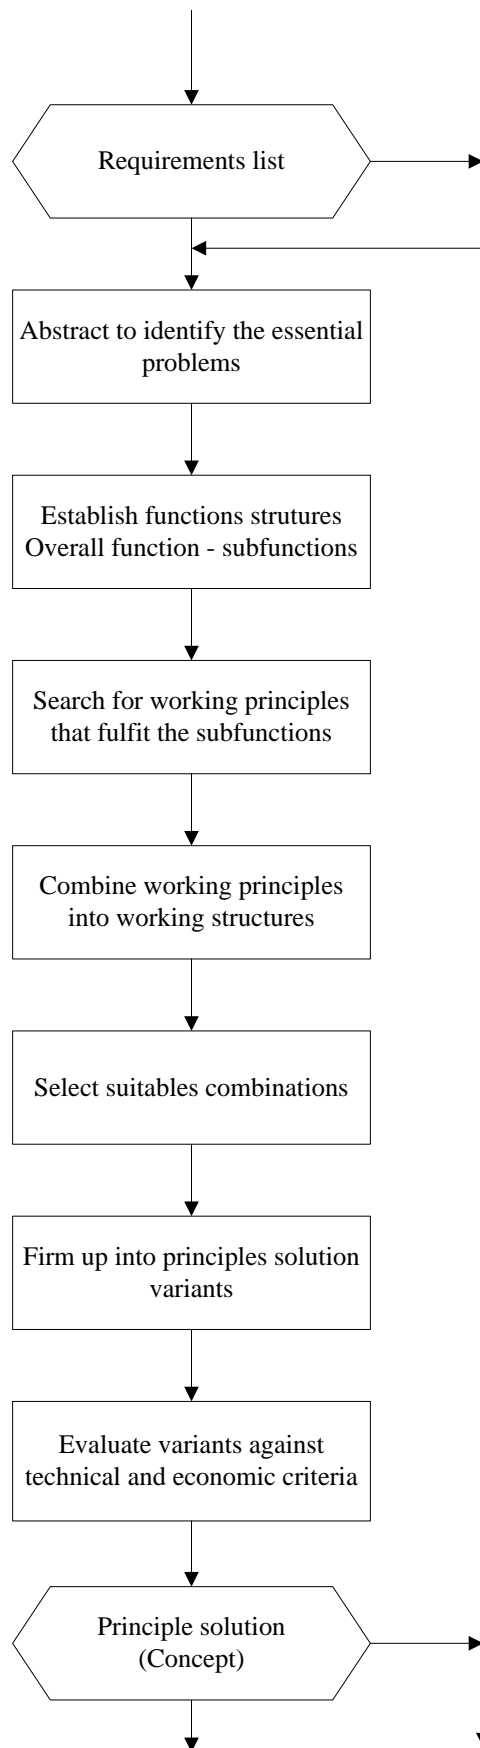 Requirements list
Abstract to identify the essential
problems
Establish functions strutures
Overall function - subfunctions
Search for working principles
that fulfit the subfunctions
Combine working principles
into working structures
Select suitables combinations
Firm up into principles solution
variants
Evaluate variants against
technical and economic criteria
Principle solution
(Concept)